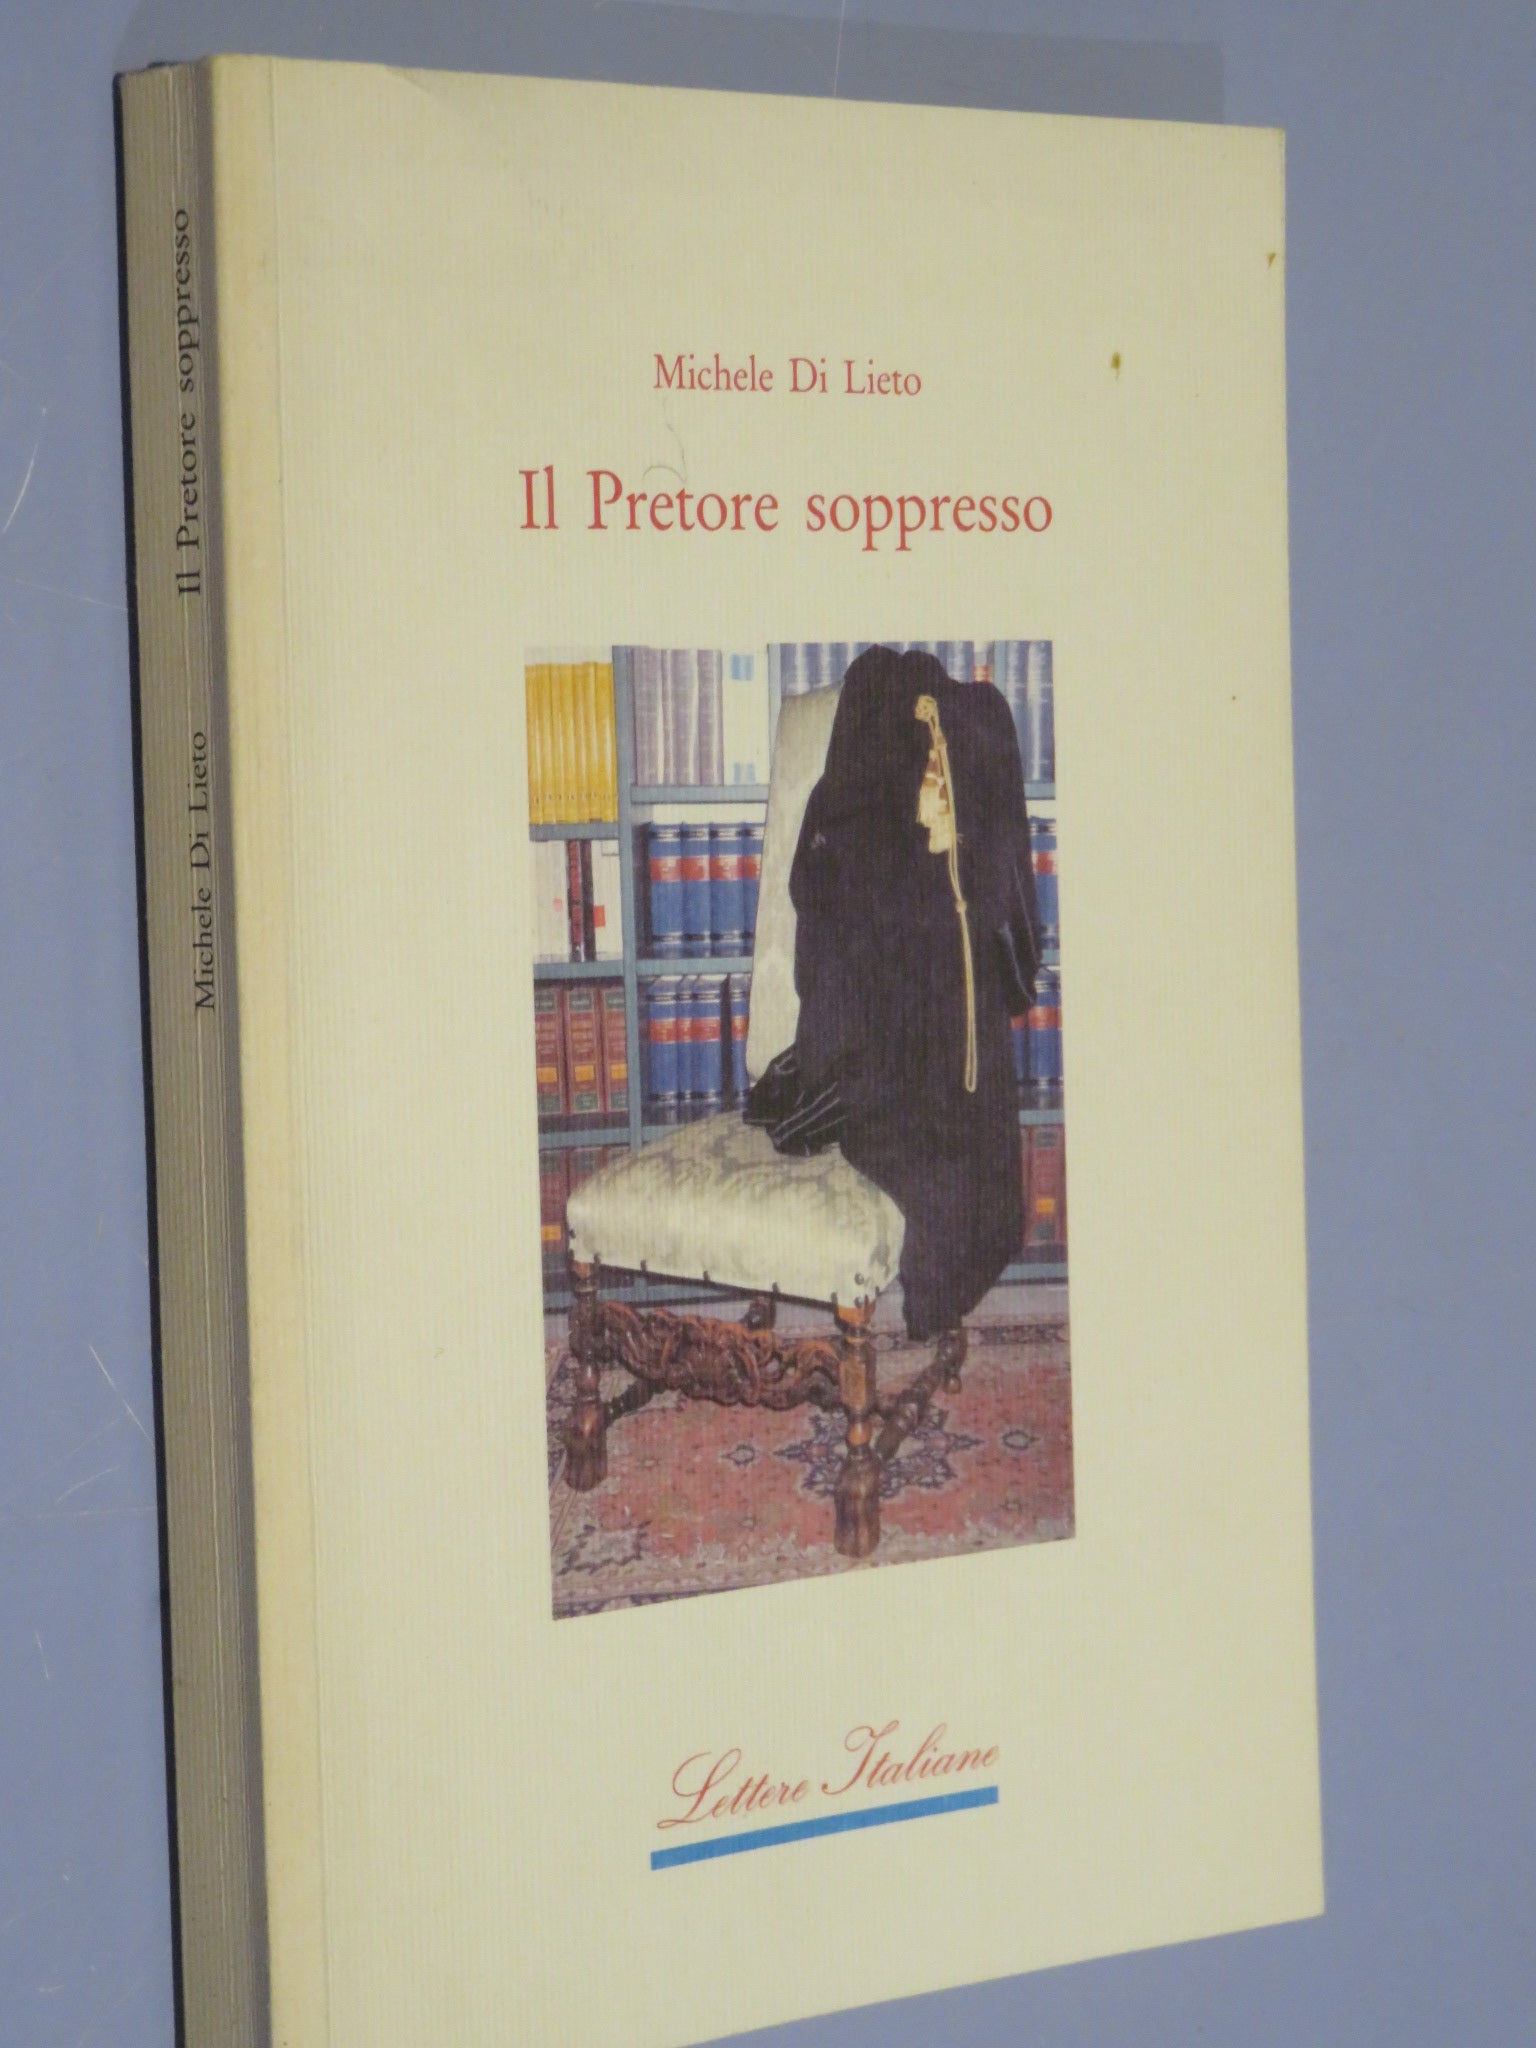 Michele Di Lieto
Il Pretore soppresso
Michele Di Lieto
Il Pretore soppresso
Lettere Italiane